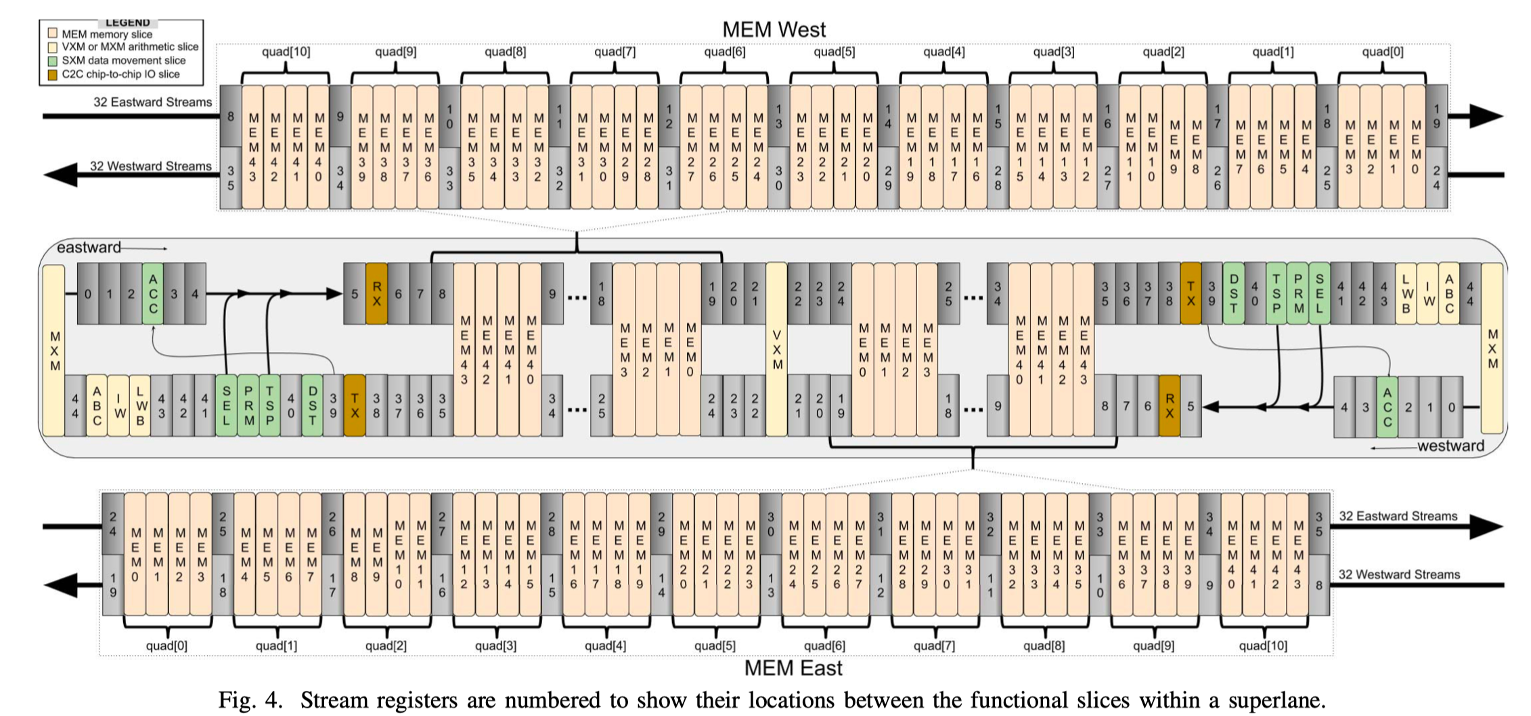 LEGEND
MEM memory slice
VXM or MXM arithmetic slice
SXM data movement slice
C2C chip-to-chip IO slice
MEM West
quad[10] quad[9] quad[8] quad[7] quad[6] quad[5] quad[4] quad[3] quad[2] quad[1] quad[0]
32 Eastward Streams
8 MEM43 MEM42 MEM41 MEM40 9 MEM39 MEM38 MEM37 MEM36 10 MEM35 MEM34 MEM33 MEM32 11 MEM31 MEM30 MEM29 MEM28 12 MEM27 MEM26 MEM25 MEM24 13 MEM23 MEM22 MEM21 MEM20 14 MEM19 MEM18 MEM17 MEM16 15 MEM15 MEM14 MEM13 MEM12 16 MEM11 MEM10 MEM9 MEM8 17 MEM7 MEM6 MEM5 MEM4 18 MEM3 MEM2 MEM1 MEM0 19
32 Westward Streams
35 34 33 32 31 30 29 28 27 26 25 24
eastward
MXM 0 1 2 ACC 3 4 5 RX 6 7 8 MEM43 MEM42 MEM41 MEM40 9 ... 18 MEM3 MEM2 MEM1 MEM0 19 20 21 VXM 22 23 24 MEM0 MEM1 MEM2 MEM3 25 ... 34 MEM40 MEM41 MEM42 MEM43 35 36 37 38 TX 39 DST 40 TSP PRM SEL 41 42 43 LWB IW ABC 44 MXM
44 ABC IW LWB 43 42 41 SEL PRM TSP 40 DST 39 TX 38 37 36 35 34 ... 25 24 23 22 21 20 19 18 ... 9 8 7 6 RX 5 4 3 ACC 2 1 0
westward
24 MEM0 MEM1 MEM2 MEM3 25 MEM4 MEM5 MEM6 MEM7 26 MEM8 MEM9 MEM10 MEM11 27 MEM12 MEM13 MEM14 MEM15 28 MEM16 MEM17 MEM18 MEM19 29 MEM20 MEM21 MEM22 MEM23 30 MEM24 MEM25 MEM26 MEM27 31 MEM28 MEM29 MEM30 MEM31 32 MEM32 MEM33 MEM34 MEM35 33 MEM36 MEM37 MEM38 MEM39 34 MEM40 MEM41 MEM42 MEM43 35
32 Eastward Streams
19 18 17 16 15 14 13 12 11 10 9 8
32 Westward Streams
quad[0] quad[1] quad[2] quad[3] quad[4] quad[5] quad[6] quad[7] quad[8] quad[9] quad[10]
MEM East
Fig. 4. Stream registers are numbered to show their locations between the functional slices within a superlane.